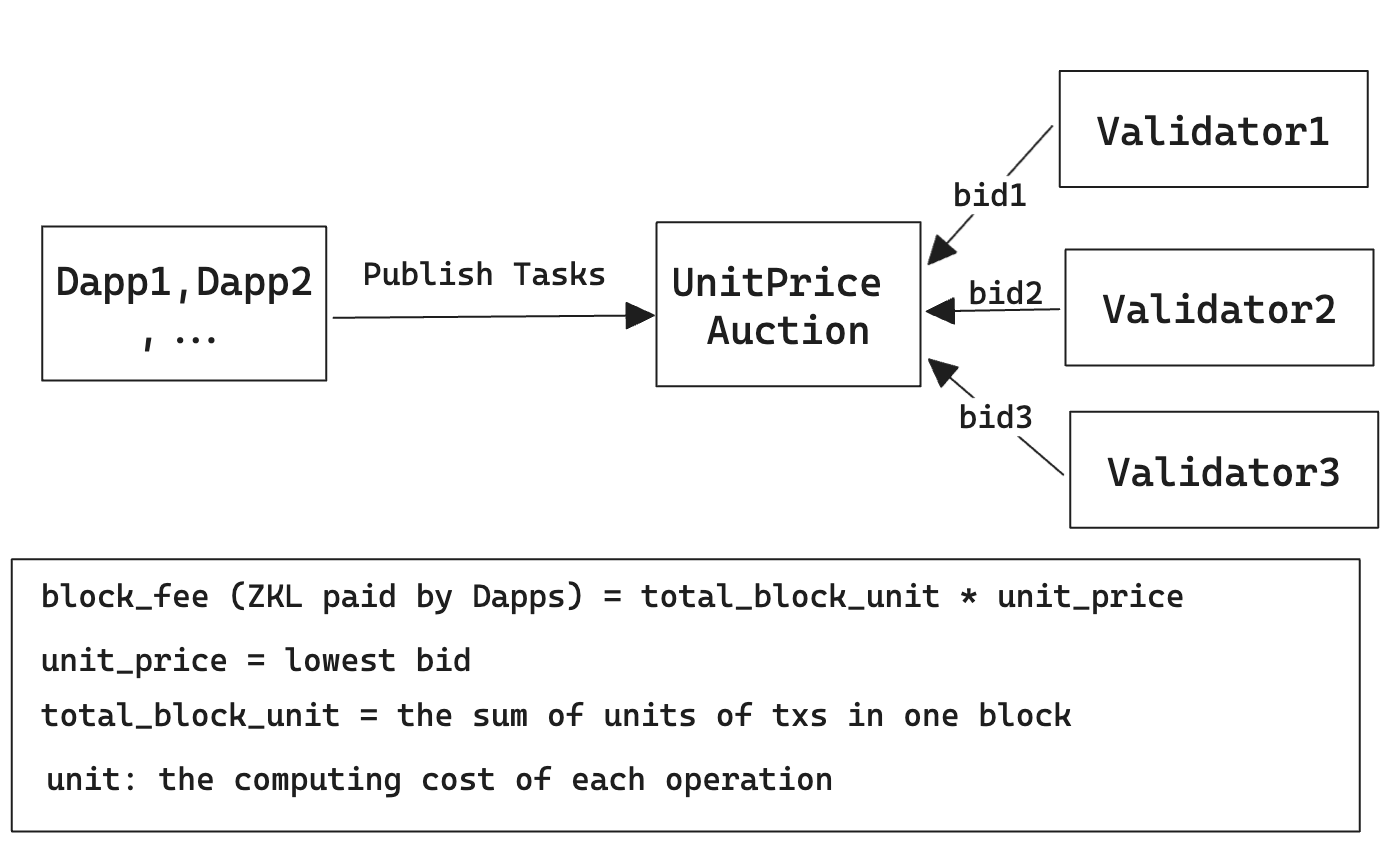 Dapp1,Dapp2
, ...
Publish Tasks
UnitPrice
Auction
bid1
bid2
bid3
Validator1
Validator2
Validator3
block_fee (ZKL paid by Dapps) = total_block_unit * unit_price
unit_price = lowest bid
total_block_unit = the sum of units of txs in one block
unit: the computing cost of each operation